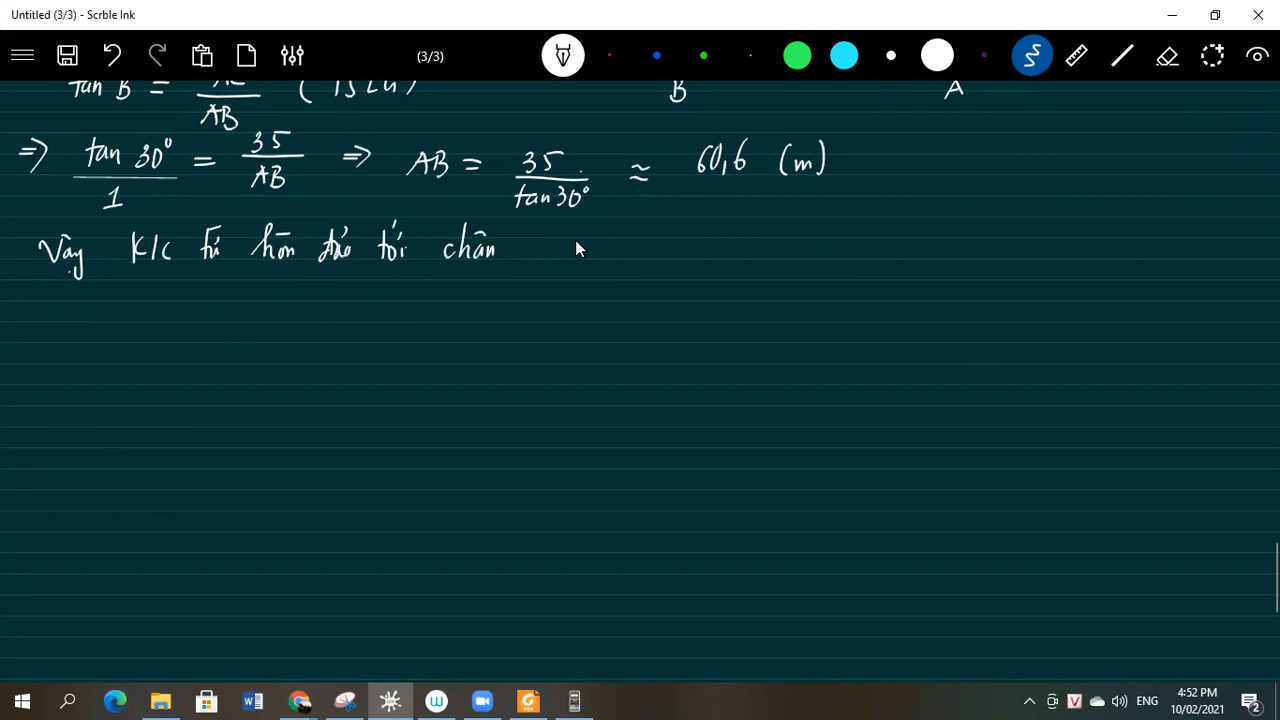 Untitled (3/3) - Scrble Ink
(3/3)
tan B = AC/AB (TSLG)
B A
=> tan 30°/1 = 35/AB => AB = 35/tan 30° ≈ 60,6 (m)
Vậy K/c từ hòn đảo tới chân
ENG
4:52 PM
10/02/2021
2